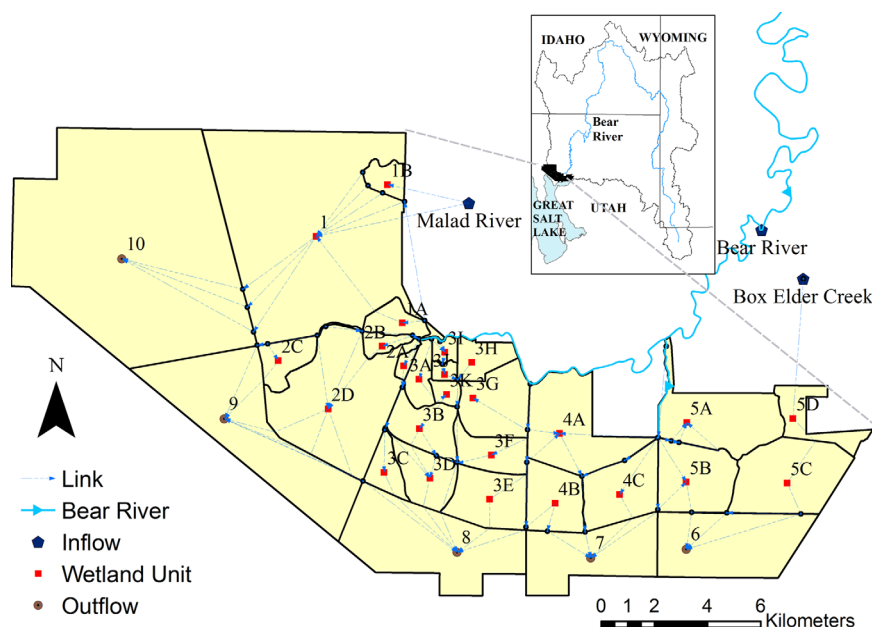 IDAHO
WYOMING
Bear
River
GREAT
SALT
LAKE
UTAH
1B
Malad River
1
10
Bear River
Box Elder Creek
1A
2B
3I
3H
2C
2A
3A
3K
3G
9
2D
3B
3F
4A
5A
5D
3C
3D
3E
4B
4C
5B
5C
8
7
6
N
Link
Bear River
Inflow
Wetland Unit
Outflow
0 1 2 4 6
Kilometers